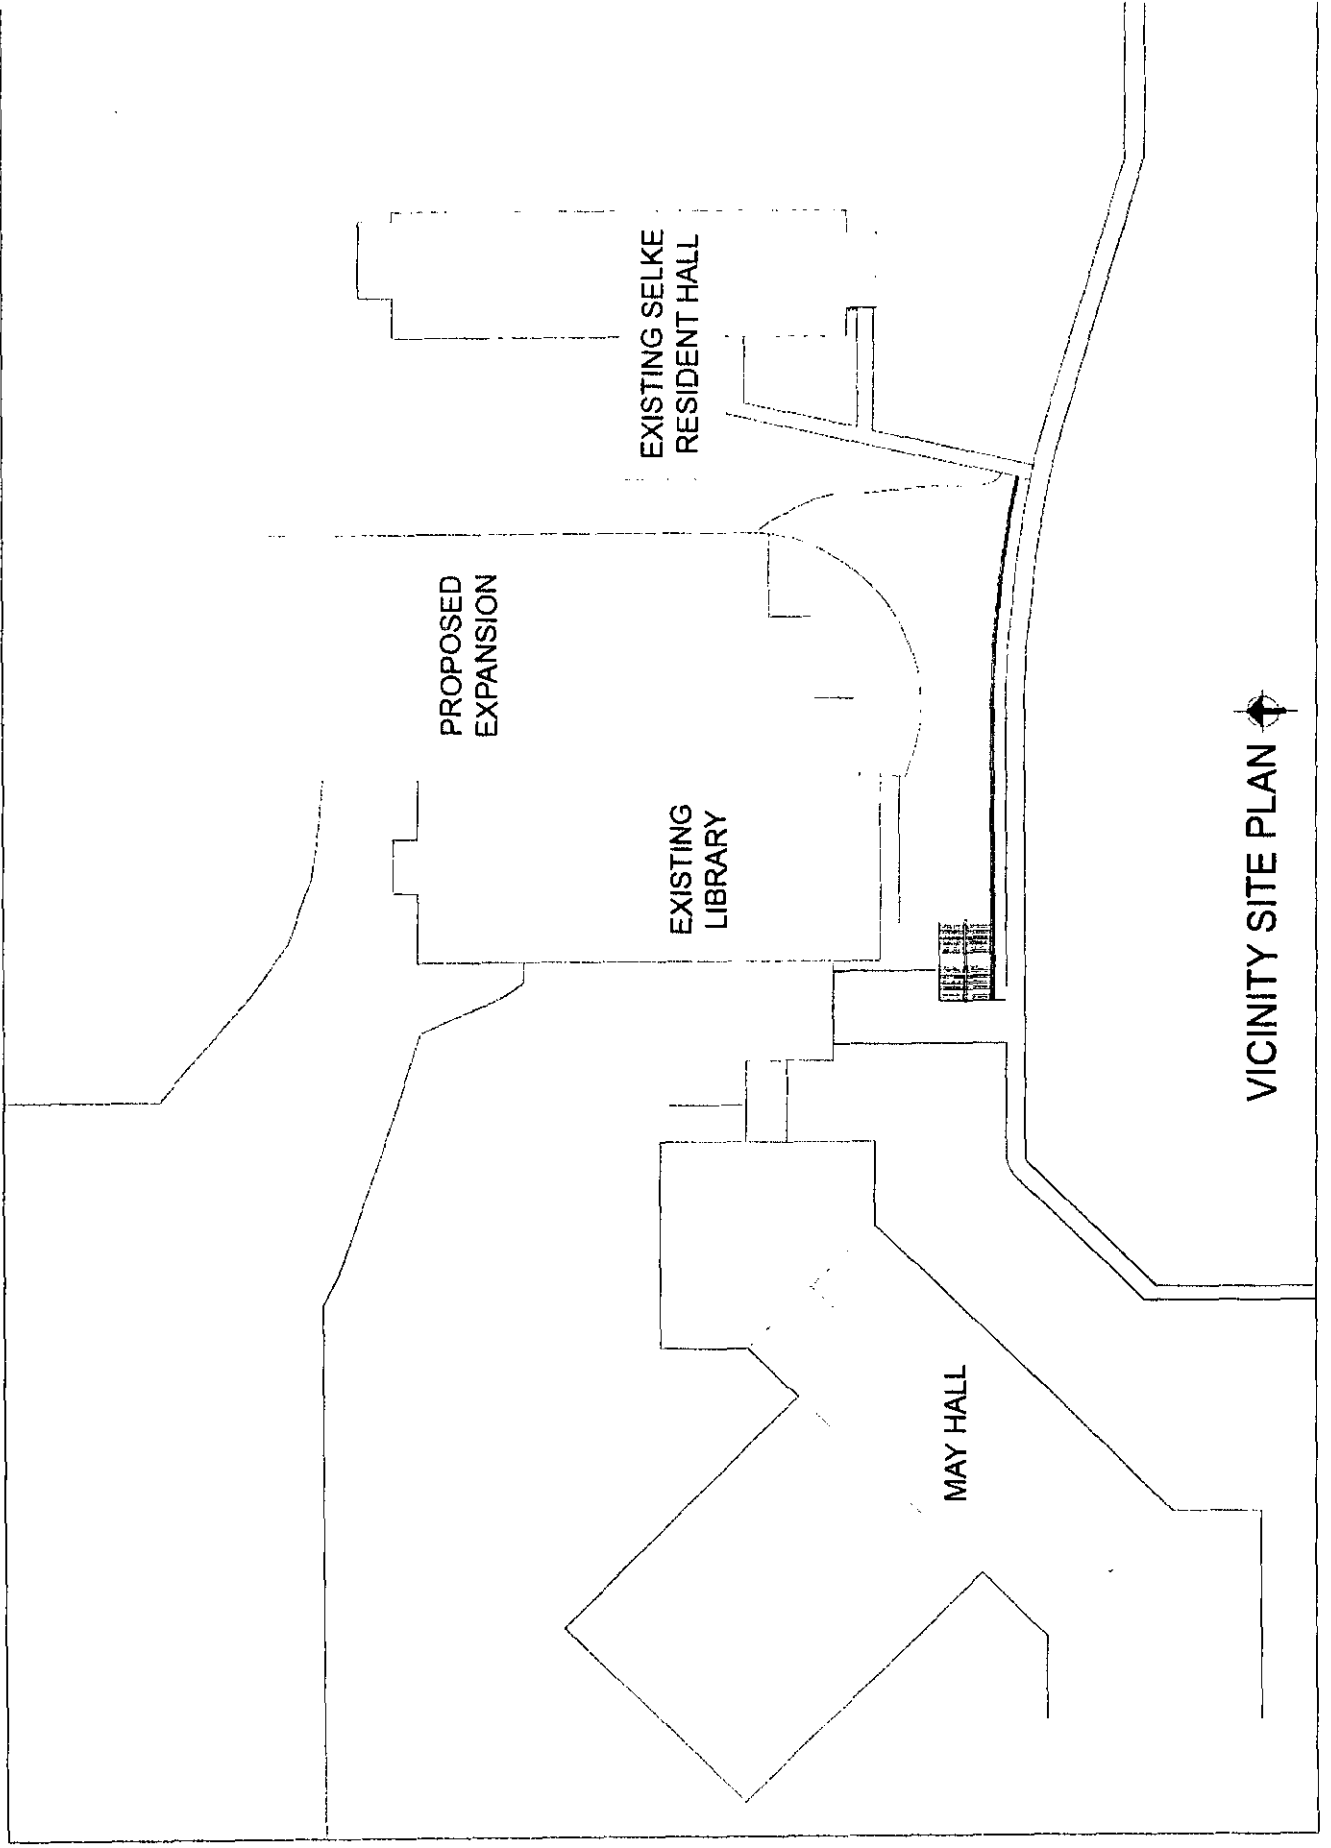 PROPOSED
EXPANSION
EXISTING SELKE
RESIDENT HALL
EXISTING
LIBRARY
MAY HALL
VICINITY SITE PLAN